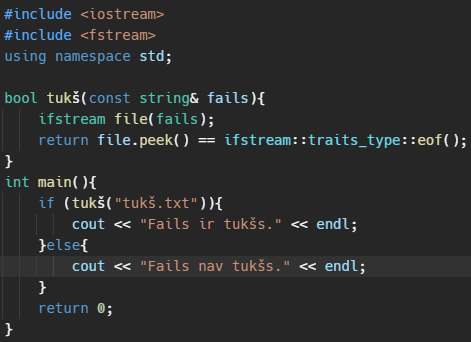 #include <iostream>
#include <fstream>
using namespace std;

bool tukš(const string& fails){
    ifstream file(fails);
    return file.peek() == ifstream::traits_type::eof();
}
int main(){
    if (tukš("tukš.txt")){
        cout << "Fails ir tukšs." << endl;
    }else{
        cout << "Fails nav tukšs." << endl;
    }
    return 0;
}